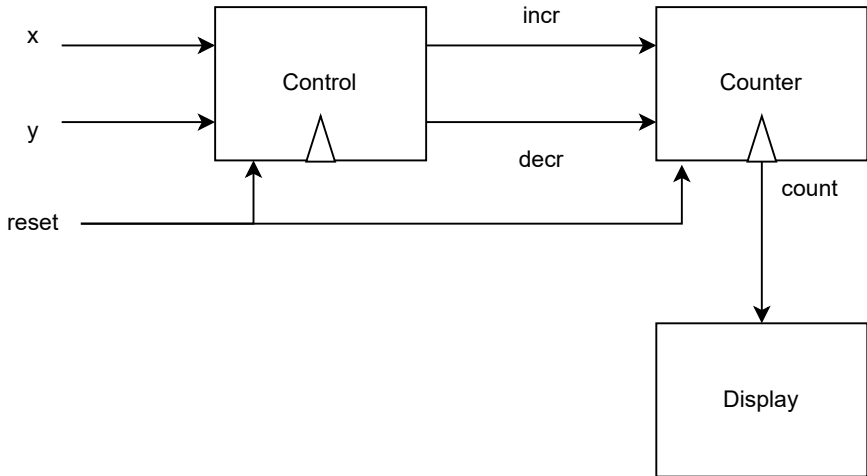 x
incr
Control
Counter
y
decr
count
reset
Display